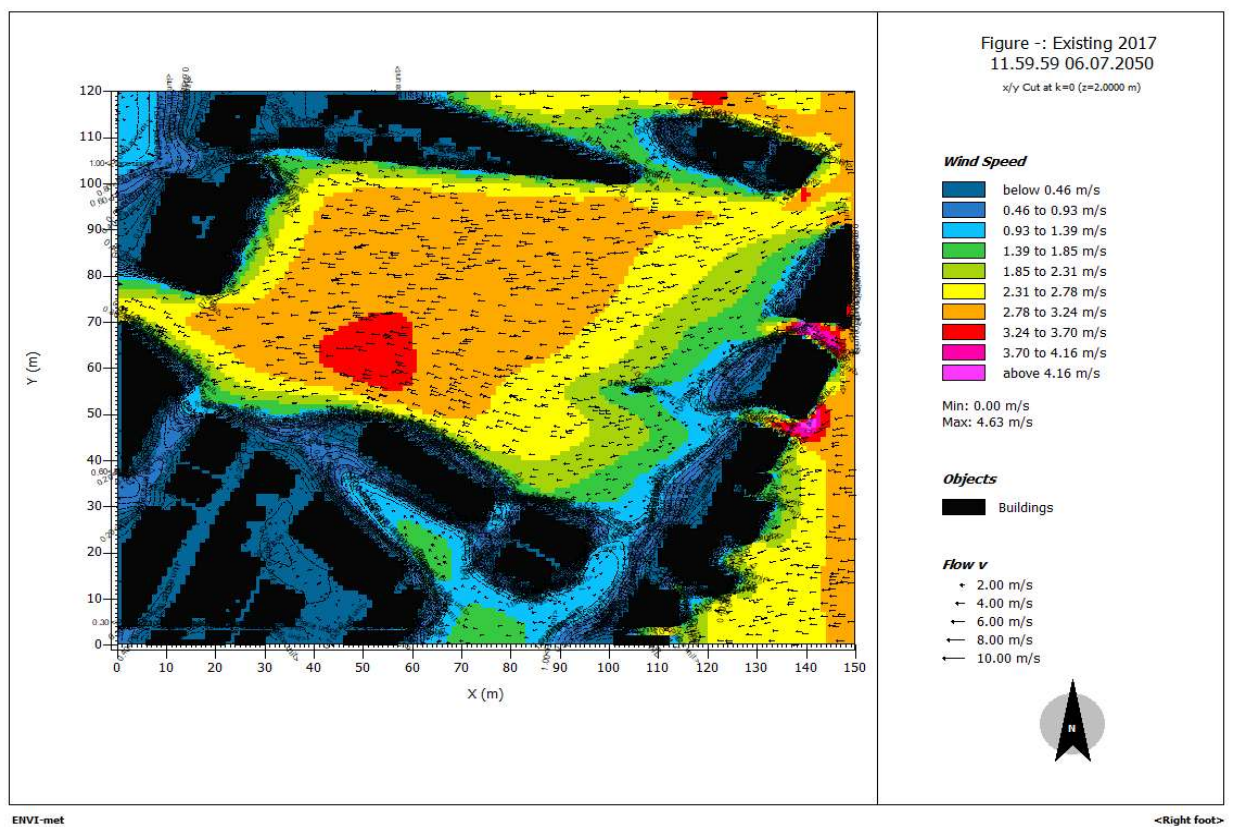 Figure -: Existing 2017
11.59.59 06.07.2050
x/y Cut at k=0 (z=2.0000 m)
Wind Speed
below 0.46 m/s
0.46 to 0.93 m/s
0.93 to 1.39 m/s
1.39 to 1.85 m/s
1.85 to 2.31 m/s
2.31 to 2.78 m/s
2.78 to 3.24 m/s
3.24 to 3.70 m/s
3.70 to 4.16 m/s
above 4.16 m/s
Min: 0.00 m/s
Max: 4.63 m/s
Objects
Buildings
Flow v
2.00 m/s
4.00 m/s
6.00 m/s
8.00 m/s
10.00 m/s
N
120
110
100
90
80
70
60
50
40
30
20
10
0
Y (m)
0 10 20 30 40 50 60 70 80 90 100 110 120 130 140 150
X (m)
ENVI-met
<Right foot>